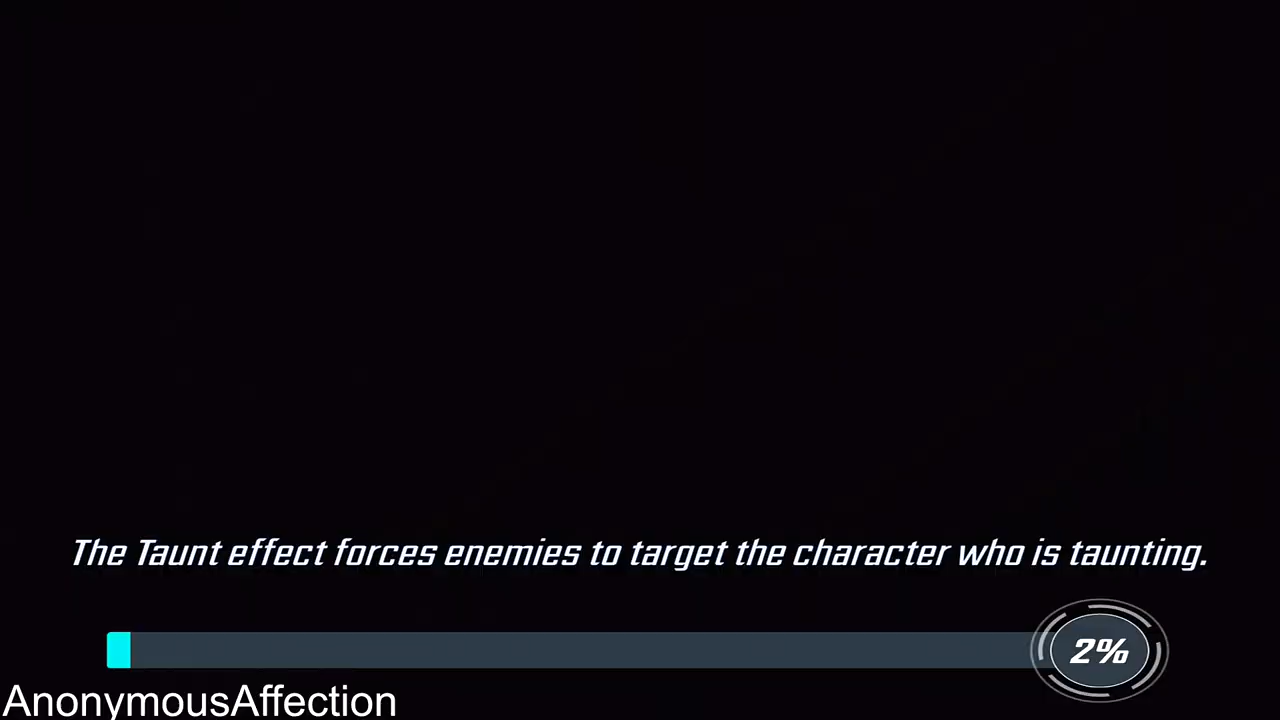 The Taunt effect forces enemies to target the character who is taunting.
2%
AnonymousAffection